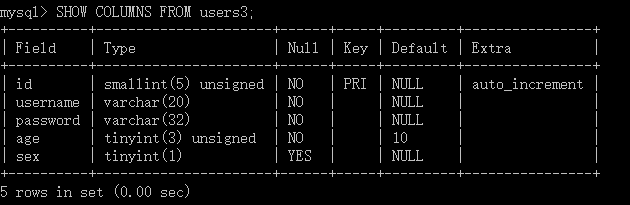 mysql> SHOW COLUMNS FROM users3;
+----------+----------------------+------+-----+---------+----------------+
| Field    | Type                 | Null | Key | Default | Extra          |
+----------+----------------------+------+-----+---------+----------------+
| id       | smallint(5) unsigned | NO   | PRI | NULL    | auto_increment |
| username | varchar(20)          | NO   |     | NULL    |                |
| password | varchar(32)          | NO   |     | NULL    |                |
| age      | tinyint(3) unsigned  | NO   |     | 10      |                |
| sex      | tinyint(1)           | YES  |     | NULL    |                |
+----------+----------------------+------+-----+---------+----------------+
5 rows in set (0.00 sec)